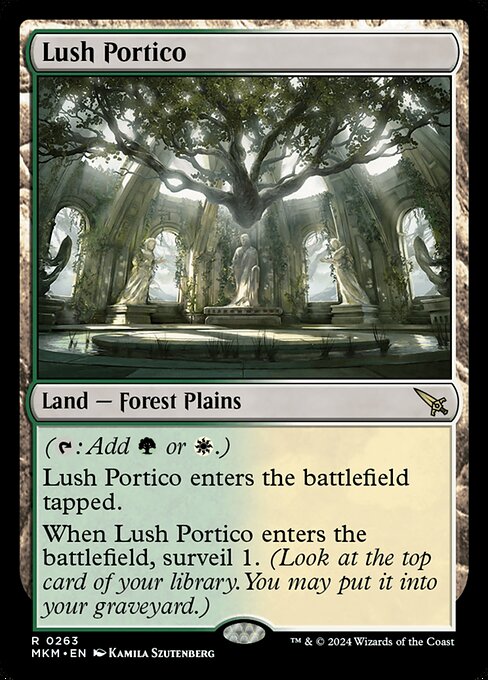 Lush Portico
Land — Forest Plains
(: Add or .)
Lush Portico enters the battlefield
tapped.
When Lush Portico enters the
battlefield, surveil 1. (Look at the top
card of your library. You may put it into
your graveyard.)
R 0263
™ & © 2024 Wizards of the Coast
MKM • EN Kamila Szutenberg